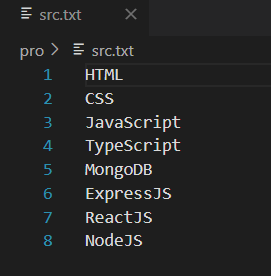 src.txt
pro > src.txt
1 HTML
2 CSS
3 JavaScript
4 TypeScript
5 MongoDB
6 ExpressJS
7 ReactJS
8 NodeJS